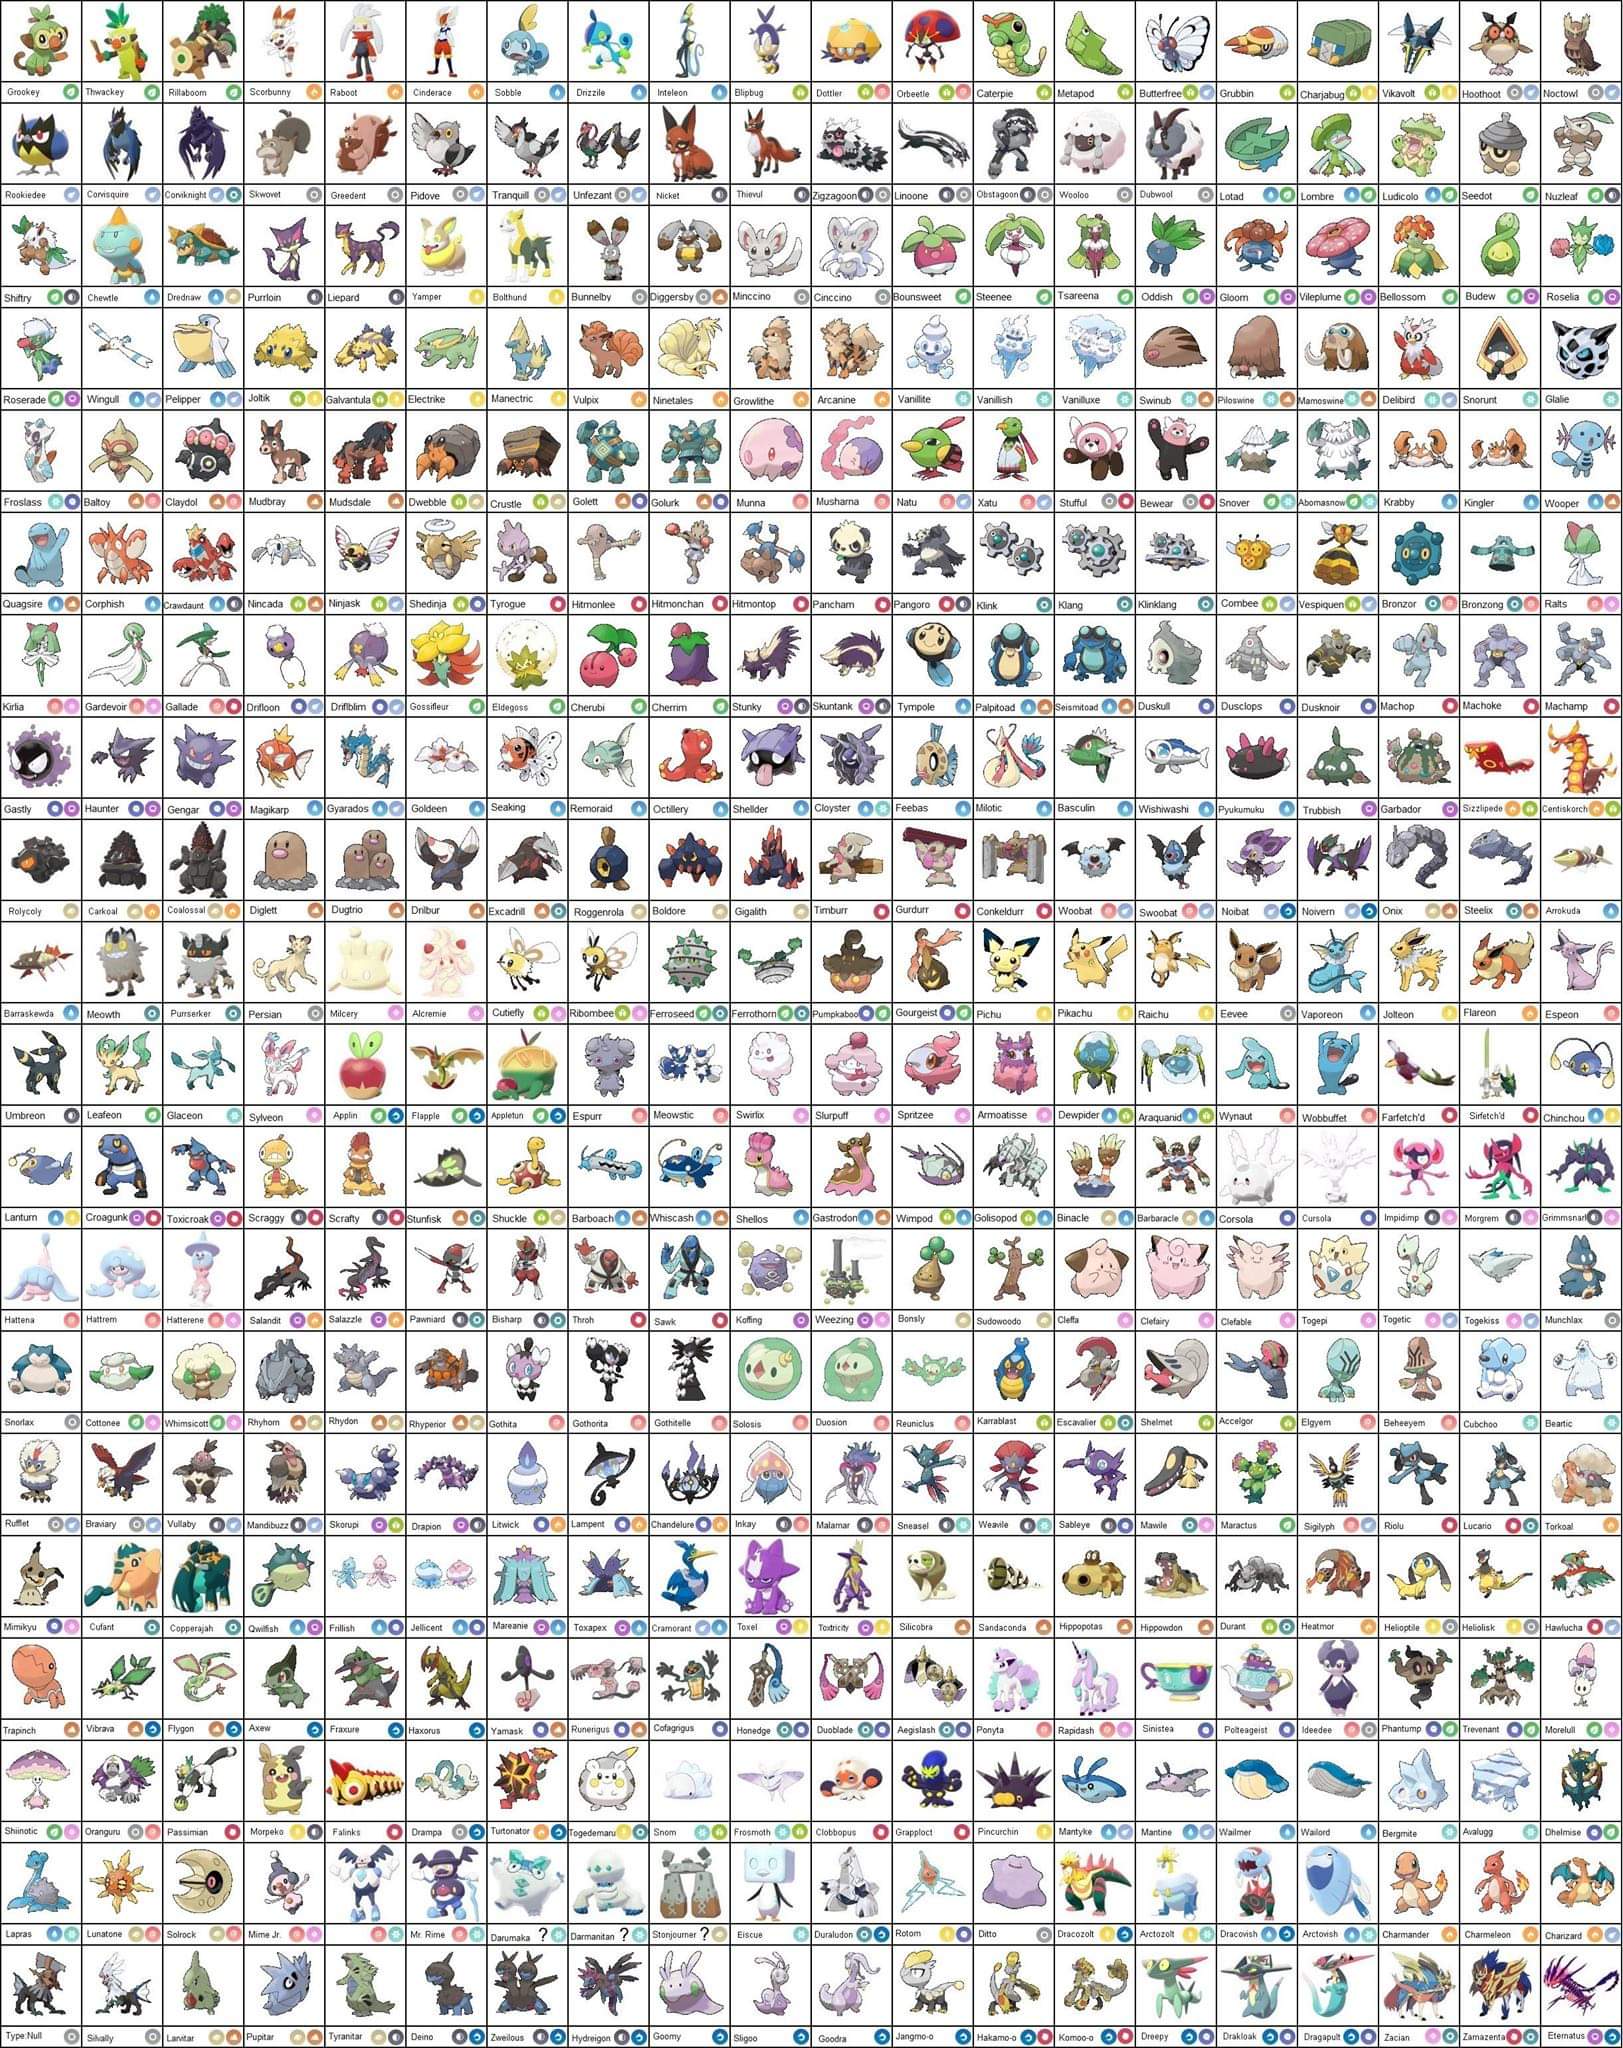 Grookey Thwackey Rillaboom Scorbunny Raboot Cinderace Sobble Drizzile Inteleon Blipbug Dottler Orbeetle Caterpie Metapod Butterfree Grubbin Charjabug Vikavolt Hoothoot Noctowl
Rookiedee Corvisquire Corviknight Skwovet Greedent Pidove Tranquill Unfezant Nicket Thievul Zigzagoon Linoone Obstagoon Wooloo Dubwool Lotad Lombre Ludicolo Seedot Nuzleaf
Shiftry Chewtle Drednaw Purrloin Liepard Yamper Bolthund Bunnelby Diggersby Minccino Cinccino Bounsweet Steenee Tsareena Oddish Gloom Vileplume Bellossom Budew Roselia
Roserade Wingull Pelipper Joltik Galvantula Electrike Manectric Vulpix Ninetales Growlithe Arcanine Vanillite Vanillish Vanilluxe Swinub Piloswine Mamoswine Delibird Snorunt Glalie
Froslass Baltoy Claydol Mudbray Mudsdale Dwebble Crustle Golett Golurk Munna Musharna Natu Xatu Stufful Bewear Snover Abomasnow Krabby Kingler Wooper
Quagsire Corphish Crawdaunt Nincada Ninjask Shedinja Tyrogue Hitmonlee Hitmonchan Hitmontop Pancham Pangoro Klink Klang Klinklang Combee Vespiquen Bronzor Bronzong Ralts
Kirlia Gardevoir Gallade Drifloon Driflblim Gossifleur Eldegoss Cherubi Cherrim Stunky Skuntank Tympole Palpitoad Seismitoad Duskull Dusclops Dusknoir Machop Machoke Machamp
Gastly Haunter Gengar Magikarp Gyarados Goldeen Seaking Remoraid Octillery Shellder Cloyster Feebas Milotic Basculin Wishiwashi Pyukumuku Trubbish Garbador Sizzlipede Centiskorch
Rolycoly Carkoal Coalossal Diglett Dugtrio Drilbur Excadrill Roggenrola Boldore Gigalith Timburr Gurdurr Conkeldurr Woobat Swoobat Noibat Noivern Onix Steelix Arrokuda
Barraskewda Meowth Purrserker Persian Milcery Alcremie Cutiefly Ribombee Ferroseed Ferrothorn Pumpkaboo Gourgeist Pichu Pikachu Raichu Eevee Vaporeon Jolteon Flareon Espeon
Umbreon Leafeon Glaceon Sylveon Applin Flapple Appletun Espurr Meowstic Swirlix Slurpuff Spritzee Armoatisse Dewpider Araquanid Wynaut Wobbuffet Farfetch'd Sirfetch'd Chinchou
Lanturn Croagunk Toxicroak Scraggy Scrafty Stunfisk Shuckle Barboach Whiscash Shellos Gastrodon Wimpod Golisopod Binacle Barbaracle Corsola Cursola Impidimp Morgrem Grimmsnarl
Hattena Hattrem Hatterene Salandit Salazzle Pawniard Bisharp Throh Sawk Koffing Weezing Bonsly Sudowoodo Cleffa Clefairy Clefable Togepi Togetic Togekiss Munchlax
Snorlax Cottonee Whimsicott Rhyhorn Rhydon Rhyperior Gothita Gothorita Gothitelle Solosis Duosion Reuniclus Karrablast Escavalier Shelmet Accelgor Elgyem Beheeyem Cubchoo Beartic
Rufflet Braviary Vullaby Mandibuzz Skorupi Drapion Litwick Lampent Chandelure Inkay Malamar Sneasel Weavile Sableye Mawile Maractus Sigilyph Riolu Lucario Torkoal
Mimikyu Cufant Copperajah Qwilfish Frillish Jellicent Mareanie Toxapex Cramorant Toxel Toxtricity Silicobra Sandaconda Hippopotas Hippowdon Durant Heatmor Helioptile Heliolisk Hawlucha
Trapinch Vibrava Flygon Axew Fraxure Haxorus Yamask Runerigus Cofagrigus Honedge Duoblade Aegislash Ponyta Rapidash Sinistea Polteageist Ideedee Phantump Trevenant Morelull
Shiinotic Oranguru Passimian Morpeko Falinks Drampa Turtonator Togedemaru Snom Frosmoth Clobbopus Grapploct Pincurchin Mantyke Mantine Wailmer Wailord Bergmite Avalugg Dhelmise
Lapras Lunatone Solrock Mime Jr. Mr. Rime Darumaka ? Darmanitan ? Stonjourner ? Eiscue Duraludon Rotom Ditto Dracozolt Arctozolt Dracovish Arctovish Charmander Charmeleon Charizard
Type:Null Silvally Larvitar Pupitar Tyranitar Deino Zweilous Hydreigon Goomy Sligoo Goodra Jangmo-o Hakamo-o Komoo-o Dreepy Drakloak Dragapult Zacian Zamazenta Eternatus